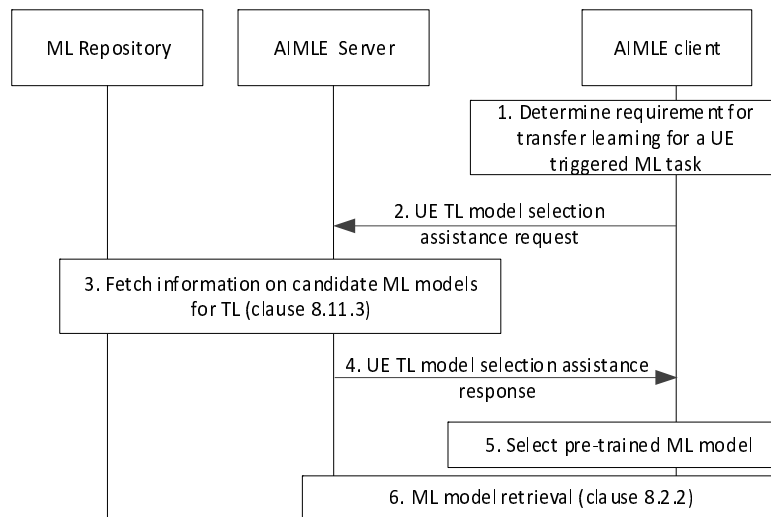 ML Repository
AIMLE Server
AIMLE client
1. Determine requirement for
transfer learning for a UE
triggered ML task
2. UE TL model selection
assistance request
3. Fetch information on candidate ML models
for TL (clause 8.11.3)
4. UE TL model selection assistance
response
5. Select pre-trained ML model
6. ML model retrieval (clause 8.2.2)